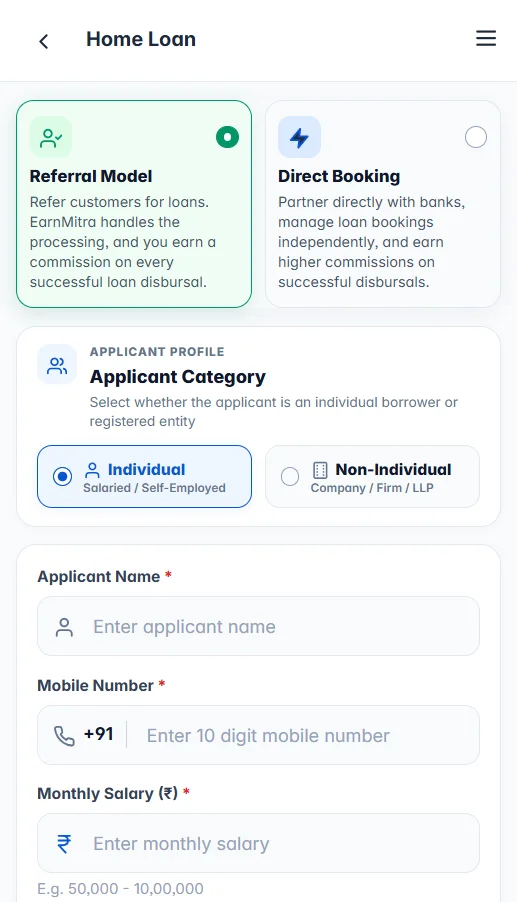 Home Loan
Referral Model
Refer customers for loans.
EarnMitra handles the
processing, and you earn a
commission on every
successful loan disbursal.
Direct Booking
Partner directly with banks,
manage loan bookings
independently, and earn
higher commissions on
successful disbursals.
APPLICANT PROFILE
Applicant Category
Select whether the applicant is an individual borrower or
registered entity
Individual
Salaried / Self-Employed
Non-Individual
Company / Firm / LLP
Applicant Name *
Enter applicant name
Mobile Number *
+91 Enter 10 digit mobile number
Monthly Salary (₹) *
₹ Enter monthly salary
E.g. 50,000 - 10,00,000